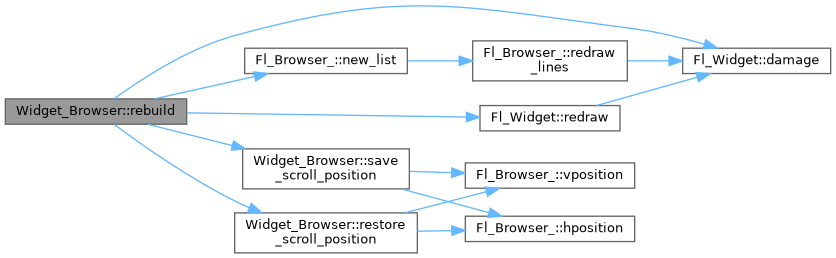 Widget_Browser::rebuild
Fl_Browser_::new_list
Fl_Browser_::redraw
_lines
Fl_Widget::damage
Fl_Widget::redraw
Widget_Browser::save
_scroll_position
Fl_Browser_::vposition
Widget_Browser::restore
_scroll_position
Fl_Browser_::hposition